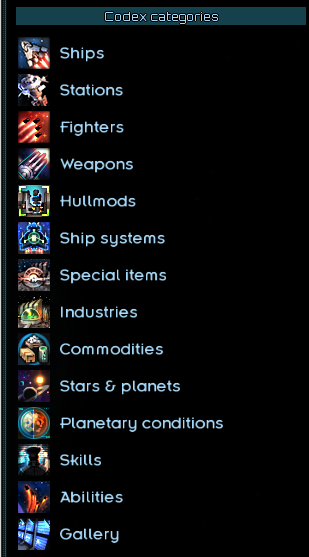 Codex categories
Ships
Stations
Fighters
Weapons
Hullmods
Ship systems
Special items
Industries
Commodities
Stars & planets
Planetary conditions
Skills
Abilities
Gallery